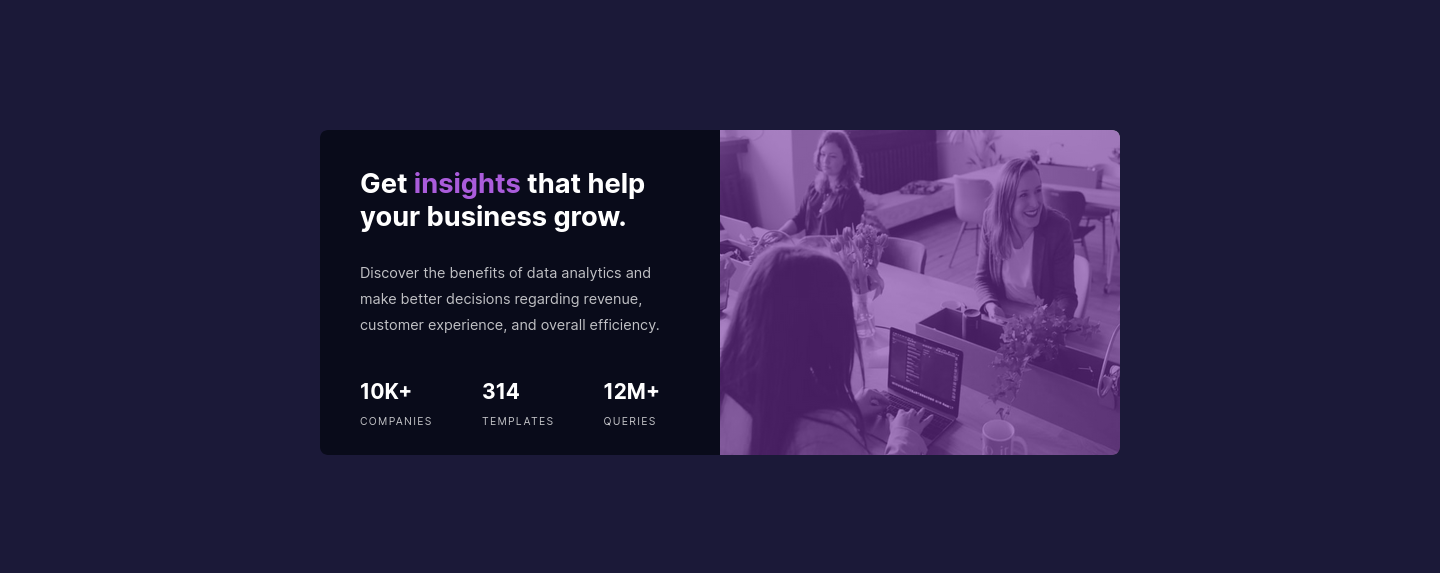 Get insights that help
your business grow.
Discover the benefits of data analytics and
make better decisions regarding revenue,
customer experience, and overall efficiency.
10K+ 314 12M+
COMPANIES TEMPLATES QUERIES